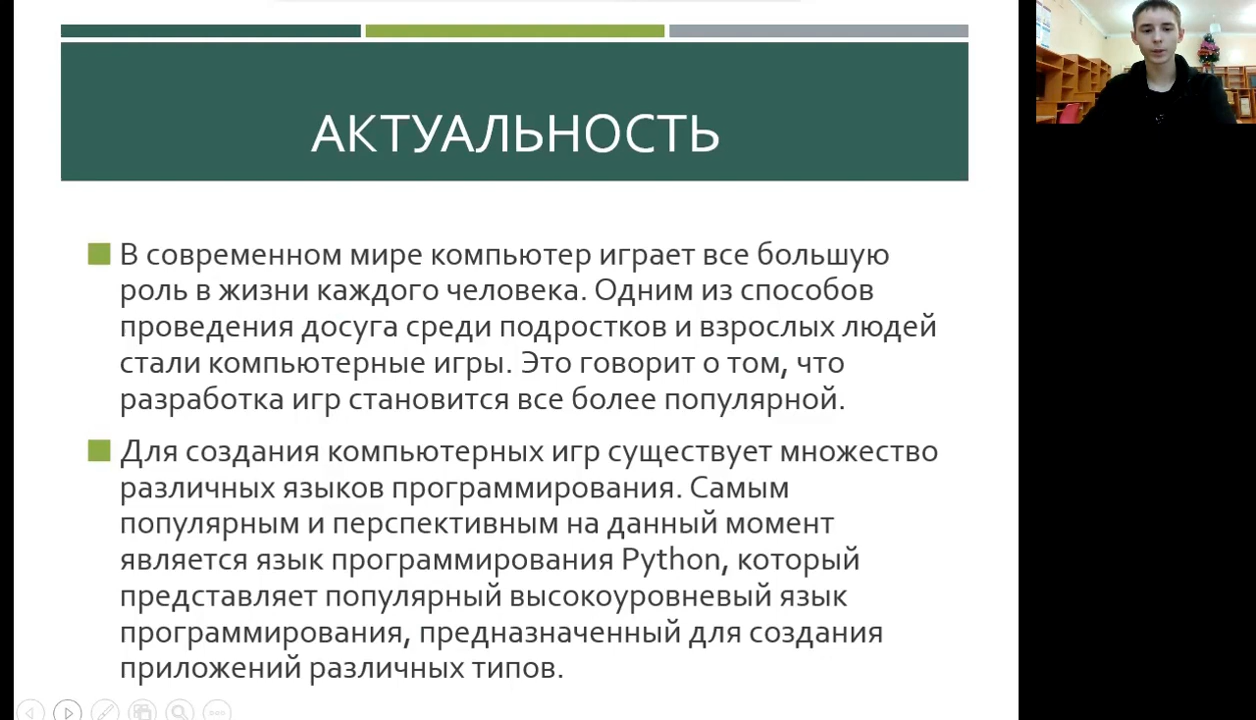 АКТУАЛЬНОСТЬ
В современном мире компьютер играет все большую
роль в жизни каждого человека. Одним из способов
проведения досуга среди подростков и взрослых людей
стали компьютерные игры. Это говорит о том, что
разработка игр становится все более популярной.
Для создания компьютерных игр существует множество
различных языков программирования. Самым
популярным и перспективным на данный момент
является язык программирования Python, который
представляет популярный высокоуровневый язык
программирования, предназначенный для создания
приложений различных типов.